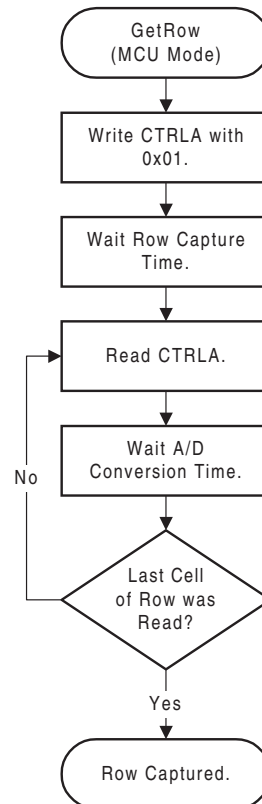 GetRow
(MCU Mode)
Write CTRLA with
0x01.
Wait Row Capture
Time.
Read CTRLA.
Wait A/D
Conversion Time.
No
Last Cell
of Row was
Read?
Yes
Row Captured.